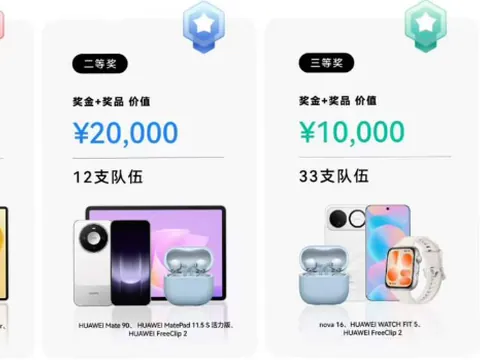 二等奖
奖金+奖品 价值
¥20,000
12支队伍
HUAWEI Mate 90、HUAWEI MatePad 11.5 S 活力版、
HUAWEI FreeClip 2
三等奖
奖金+奖品 价值
¥10,000
33支队伍
nova 16、HUAWEI WATCH FIT 5、
HUAWEI FreeClip 2